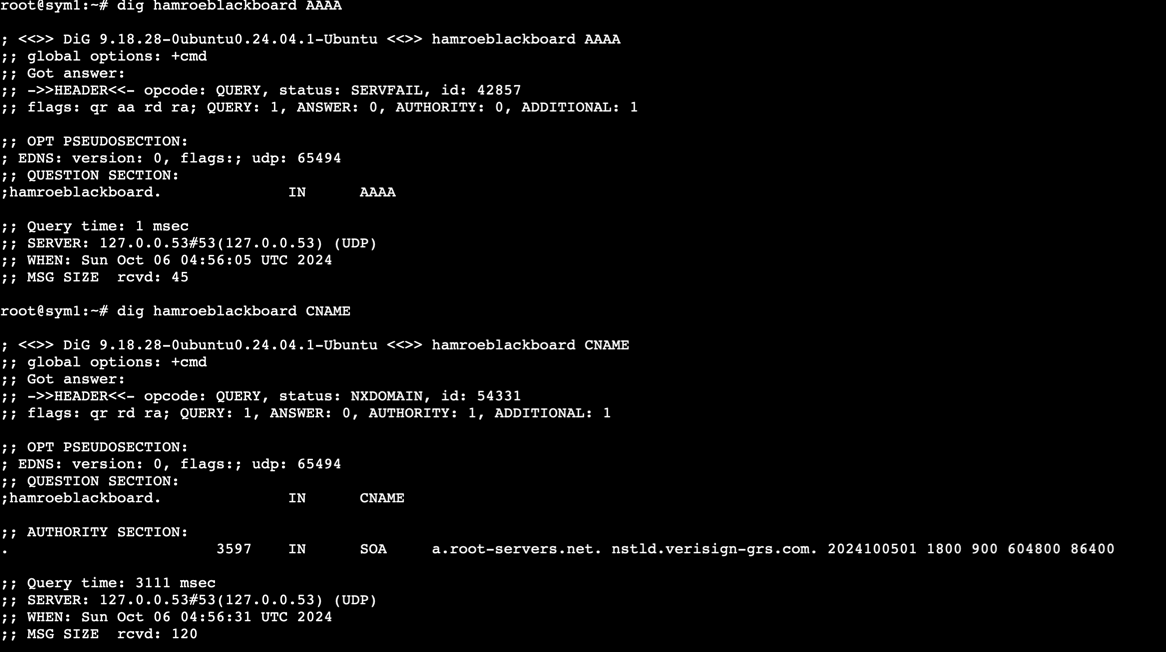 root@sym1:~# dig hamroeblackboard AAAA
; <<>> DiG 9.18.28-0ubuntu0.24.04.1-Ubuntu <<>> hamroeblackboard AAAA
;; global options: +cmd
;; Got answer:
;; ->>HEADER<<- opcode: QUERY, status: SERVFAIL, id: 42857
;; flags: qr aa rd ra; QUERY: 1, ANSWER: 0, AUTHORITY: 0, ADDITIONAL: 1
;; OPT PSEUDOSECTION:
; EDNS: version: 0, flags:; udp: 65494
;; QUESTION SECTION:
;hamroeblackboard. IN AAAA
;; Query time: 1 msec
;; SERVER: 127.0.0.53#53(127.0.0.53) (UDP)
;; WHEN: Sun Oct 06 04:56:05 UTC 2024
;; MSG SIZE  rcvd: 45
root@sym1:~# dig hamroeblackboard CNAME
; <<>> DiG 9.18.28-0ubuntu0.24.04.1-Ubuntu <<>> hamroeblackboard CNAME
;; global options: +cmd
;; Got answer:
;; ->>HEADER<<- opcode: QUERY, status: NXDOMAIN, id: 54331
;; flags: qr rd ra; QUERY: 1, ANSWER: 0, AUTHORITY: 1, ADDITIONAL: 1
;; OPT PSEUDOSECTION:
; EDNS: version: 0, flags:; udp: 65494
;; QUESTION SECTION:
;hamroeblackboard. IN CNAME
;; AUTHORITY SECTION:
. 3597 IN SOA a.root-servers.net. nstld.verisign-grs.com. 2024100501 1800 900 604800 86400
;; Query time: 3111 msec
;; SERVER: 127.0.0.53#53(127.0.0.53) (UDP)
;; WHEN: Sun Oct 06 04:56:31 UTC 2024
;; MSG SIZE  rcvd: 120